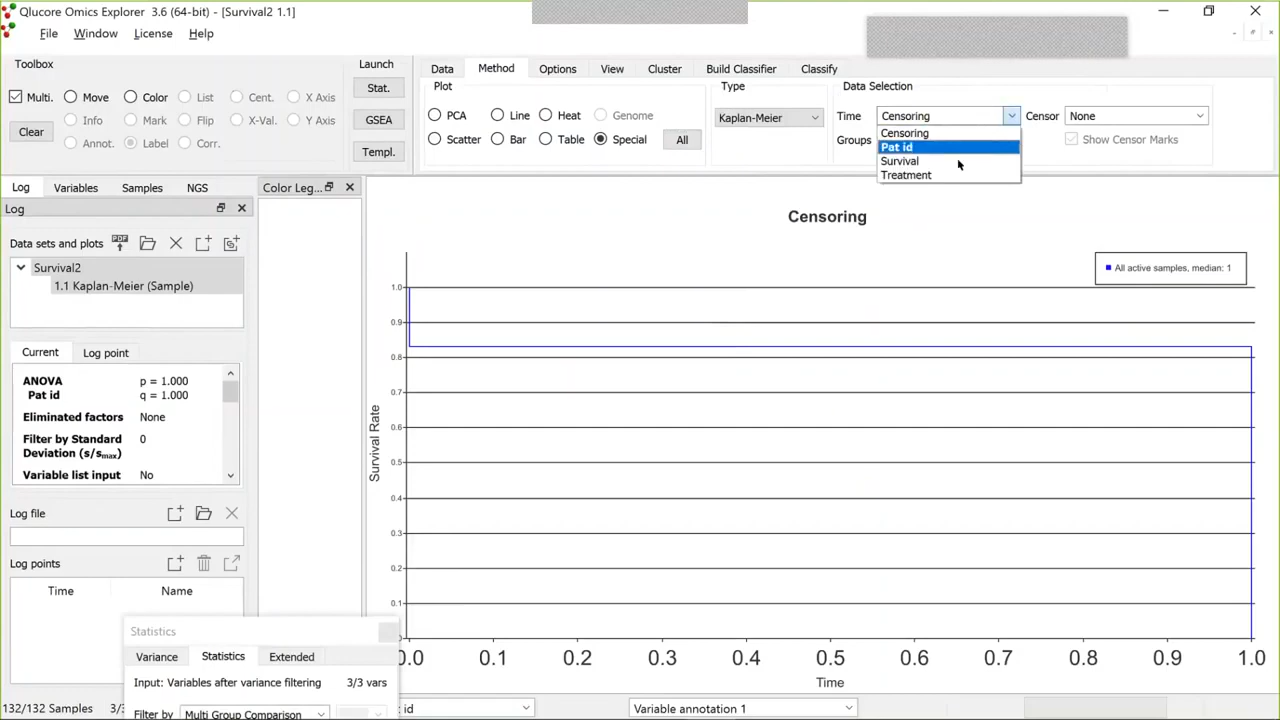 Qlucore Omics Explorer 3.6 (64-bit) - [Survival2 1.1]
File Window License Help
Toolbox
Multi. Move Color List Cent. X Axis
Info Mark Flip X-Val. Y Axis
Clear
Annot. Label Corr.
Launch
Stat.
GSEA
Templ.
Data Method Options View Cluster Build Classifier Classify
Plot
PCA Line Heat Genome
Scatter Bar Table Special All
Type
Kaplan-Meier
Data Selection
Time Censoring Censor None
Groups Show Censor Marks
Censoring
Pat id
Survival
Treatment
Log Variables Samples NGS
Log
Color Leg...
Data sets and plots PDF
Survival2
1.1 Kaplan-Meier (Sample)
Current Log point
ANOVA p = 1.000
Pat id q = 1.000
Eliminated factors None
Filter by Standard 0
Deviation (s/smax)
Variable list input No
Log file
Log points
Time Name
Statistics
Variance Statistics Extended
Input: Variables after variance filtering 3/3 vars
Filter by Multi Group Comparison
132/132 Samples 3/3
id
Variable annotation 1
Censoring
All active samples, median: 1
Survival Rate
1.0
0.9
0.8
0.7
0.6
0.5
0.4
0.3
0.2
0.1
0.0 0.1 0.2 0.3 0.4 0.5 0.6 0.7 0.8 0.9 1.0
Time